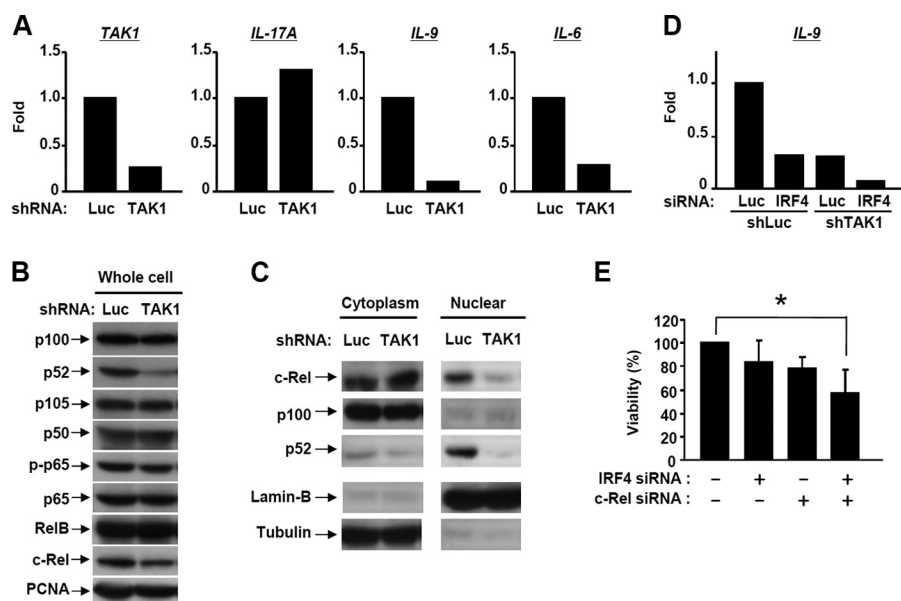 A
TAK1
IL-17A
IL-9
IL-6
Fold
1.5
1.0
0.5
0
1.5
1.0
0.5
0
1.5
1.0
0.5
0
1.5
1.0
0.5
0
shRNA: Luc TAK1 Luc TAK1 Luc TAK1 Luc TAK1
D
IL-9
Fold
1.0
0.5
0
siRNA: Luc IRF4 Luc IRF4
shLuc shTAK1
B
Whole cell
shRNA: Luc TAK1
p100
p52
p105
p50
p-p65
p65
RelB
c-Rel
PCNA
C
Cytoplasm Nuclear
shRNA: Luc TAK1 Luc TAK1
c-Rel
p100
p52
Lamin-B
Tubulin
E
*
Viability (%)
120
100
80
60
40
20
0
IRF4 siRNA : – + – +
c-Rel siRNA : – – + +